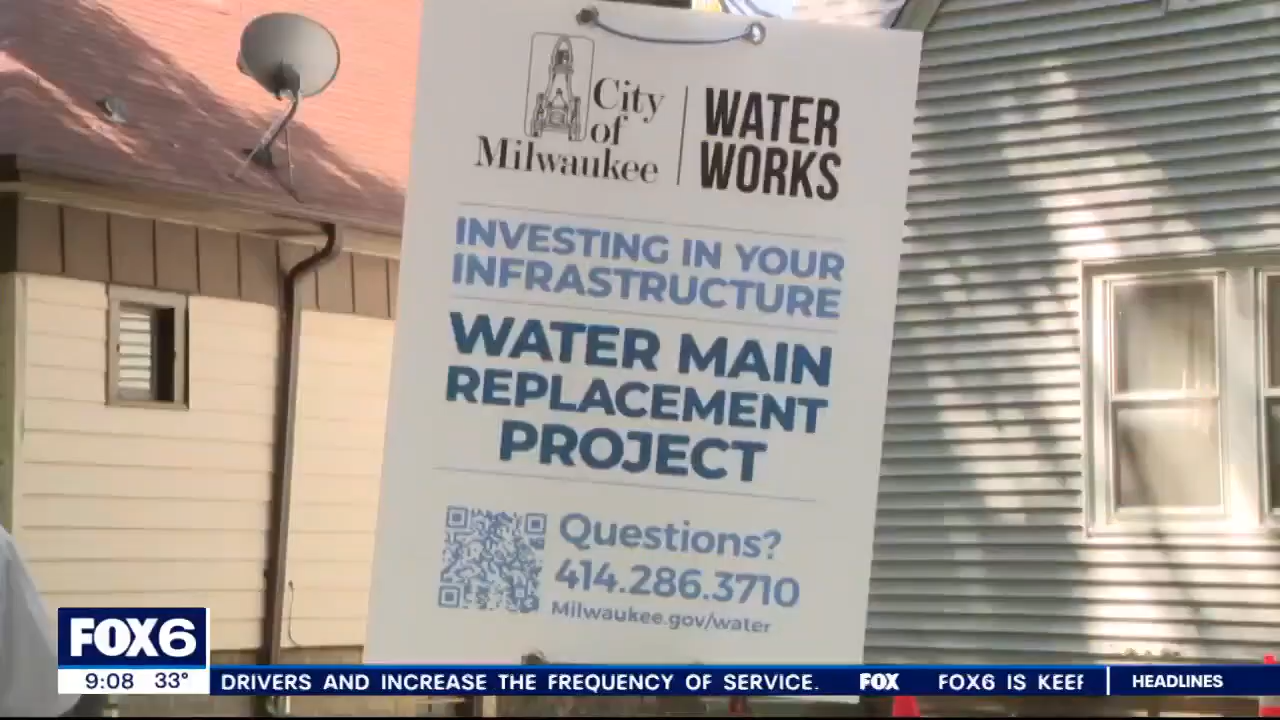 City
of
Milwaukee
WATER
WORKS
INVESTING IN YOUR
INFRASTRUCTURE
WATER MAIN
REPLACEMENT
PROJECT
Questions?
414.286.3710
Milwaukee.gov/water
FOX6
9:08 33°
DRIVERS AND INCREASE THE FREQUENCY OF SERVICE. FOX FOX6 IS KEEF
HEADLINES